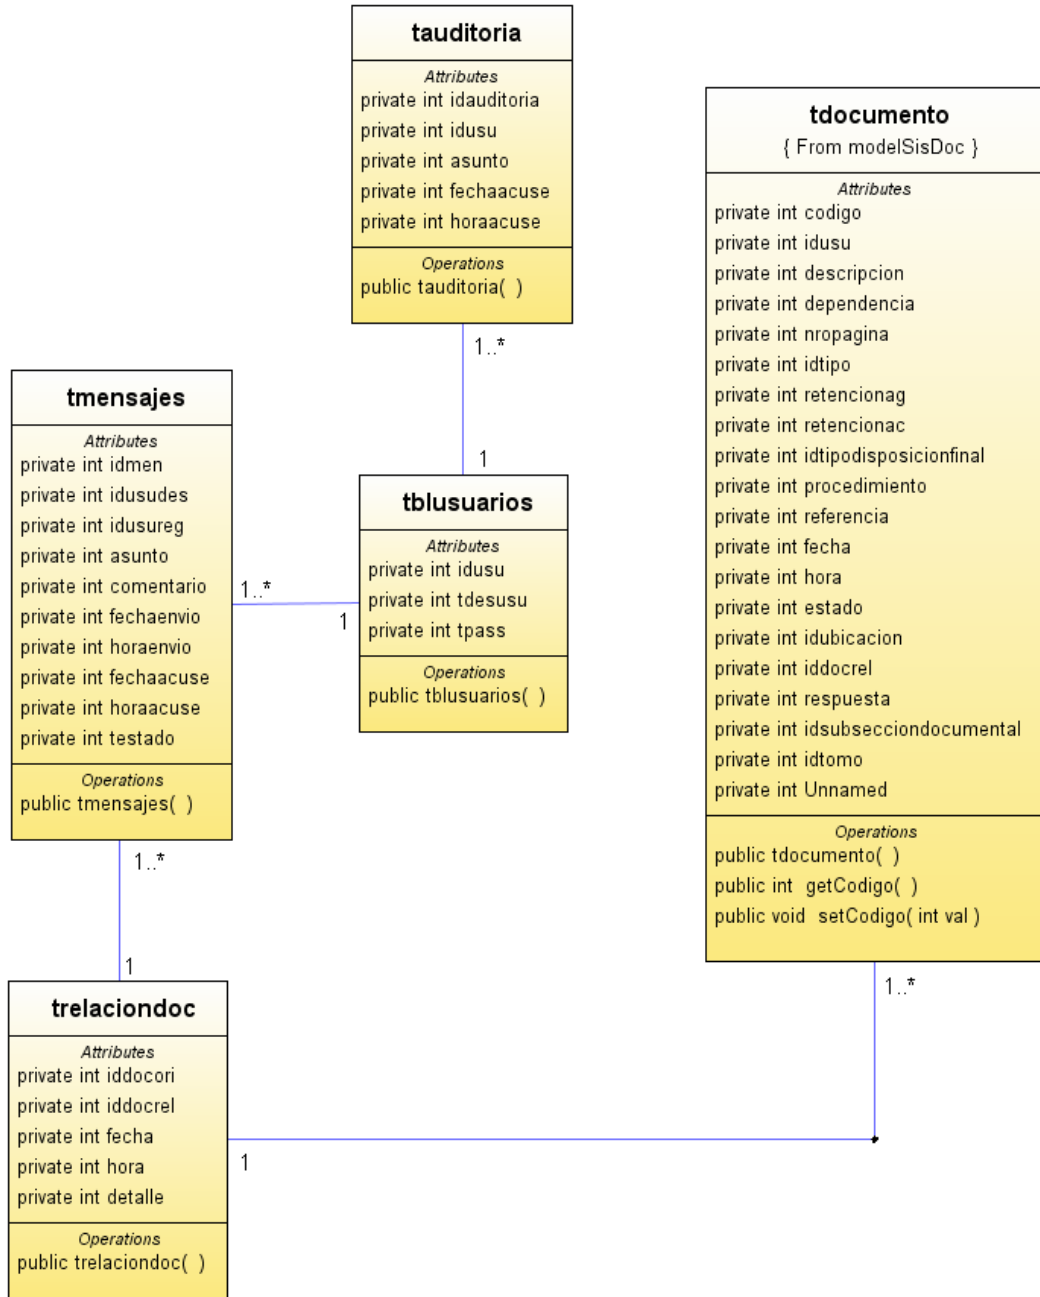 tauditoria
Attributes
private int idauditoria
private int idusu
private int asunto
private int fechaacuse
private int horaacuse
Operations
public tauditoria( )
1..*
1
tdocumento
{ From modelSisDoc }
Attributes
private int codigo
private int idusu
private int descripcion
private int dependencia
private int nropagina
private int idtipo
private int retencionag
private int retencionac
private int idtipodisposicionfinal
private int procedimiento
private int referencia
private int fecha
private int hora
private int estado
private int idubicacion
private int iddocrel
private int respuesta
private int idsubsecciondocumental
private int idtomo
private int Unnamed
Operations
public tdocumento( )
public int getCodigo( )
public void setCodigo( int val )
1..*
tmensajes
Attributes
private int idmen
private int idusudes
private int idusureg
private int asunto
private int comentario
private int fechaenvio
private int horaenvio
private int fechaacuse
private int horaacuse
private int testado
Operations
public tmensajes( )
1..*
1
tblusuarios
Attributes
private int idusu
private int tdesusu
private int tpass
Operations
public tblusuarios( )
1..*
1
trelaciondoc
Attributes
private int iddocori
private int iddocrel
private int fecha
private int hora
private int detalle
Operations
public trelaciondoc( )
1